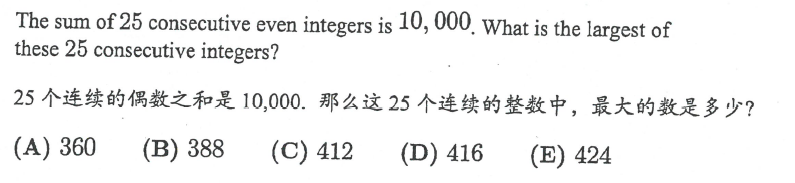 The sum of 25 consecutive even integers is 10,000. What is the largest of
these 25 consecutive integers?
25 个连续的偶数之和是 10,000. 那么这 25 个连续的整数中，最大的数是多少?
(A) 360 (B) 388 (C) 412 (D) 416 (E) 424